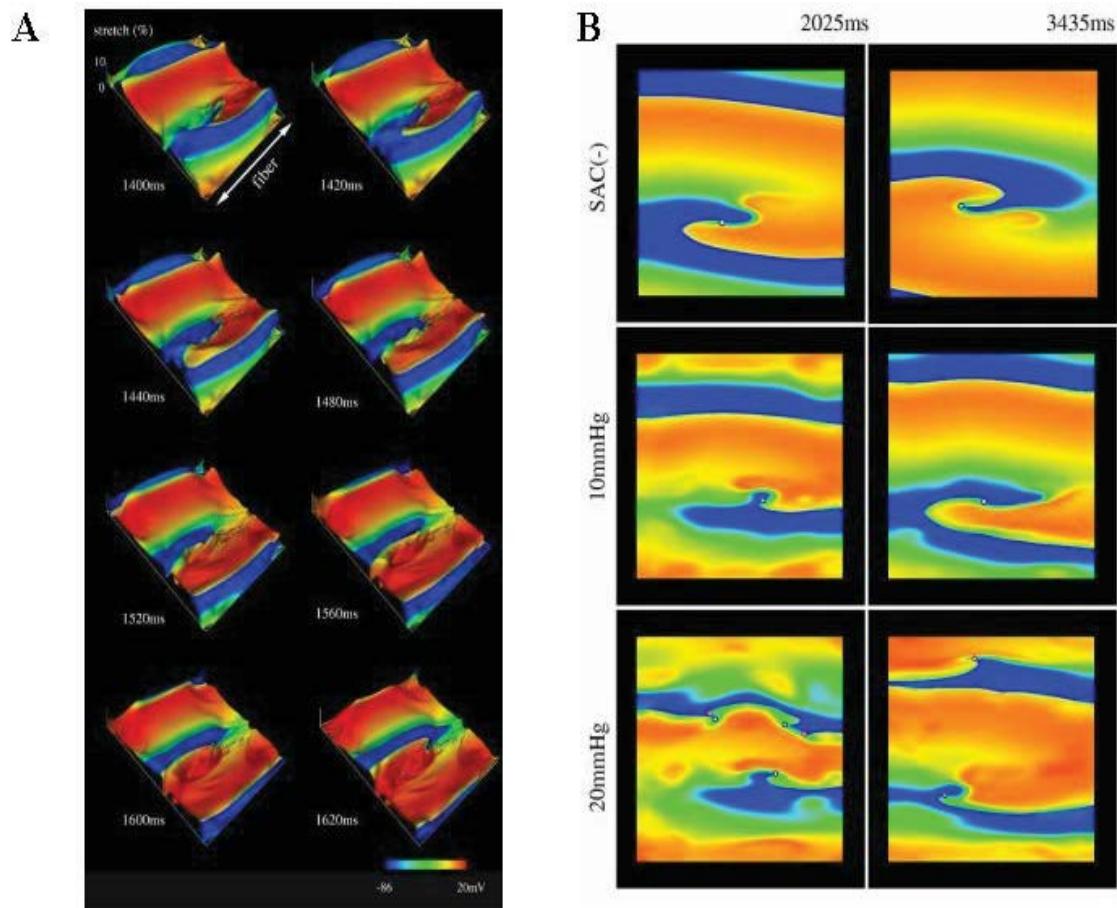 A
stretch (%)
10
0
fiber
1400ms 1420ms
1440ms 1480ms
1520ms 1560ms
1600ms 1620ms
-86 20mV
B
2025ms 3435ms
SAC(-)
10mmHg
20mmHg